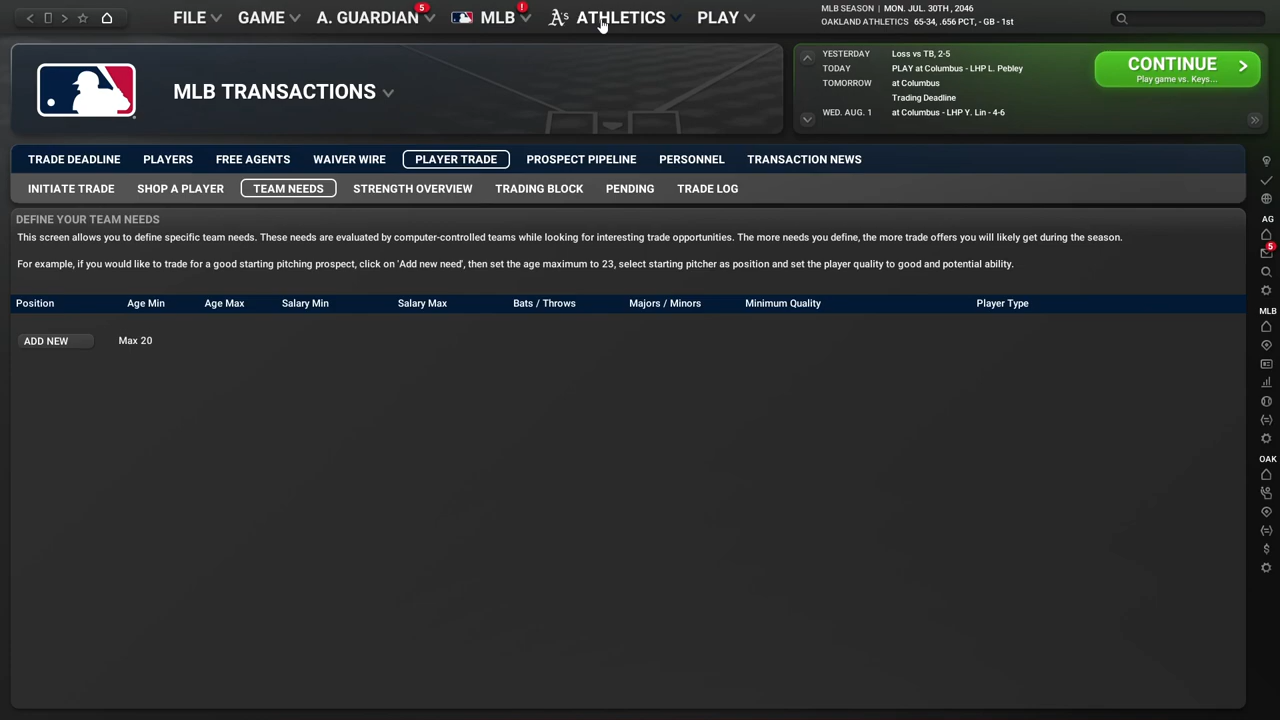 FILE GAME A. GUARDIAN 5 MLB ! A's ATHLETICS PLAY
MLB SEASON | MON. JUL. 30TH , 2046
OAKLAND ATHLETICS 65-34, .656 PCT, - GB - 1st
MLB TRANSACTIONS
YESTERDAY Loss vs TB, 2-5
TODAY PLAY at Columbus - LHP L. Pebley
TOMORROW at Columbus
Trading Deadline
WED. AUG. 1 at Columbus - LHP Y. Lin - 4-6
CONTINUE
Play game vs. Keys...
TRADE DEADLINE PLAYERS FREE AGENTS WAIVER WIRE PLAYER TRADE PROSPECT PIPELINE PERSONNEL TRANSACTION NEWS
INITIATE TRADE SHOP A PLAYER TEAM NEEDS STRENGTH OVERVIEW TRADING BLOCK PENDING TRADE LOG
DEFINE YOUR TEAM NEEDS
This screen allows you to define specific team needs. These needs are evaluated by computer-controlled teams while looking for interesting trade opportunities. The more needs you define, the more trade offers you will likely get during the season.
For example, if you would like to trade for a good starting pitching prospect, click on 'Add new need', then set the age maximum to 23, select starting pitcher as position and set the player quality to good and potential ability.
Position Age Min Age Max Salary Min Salary Max Bats / Throws Majors / Minors Minimum Quality Player Type
ADD NEW Max 20
AG
5
MLB
OAK
$